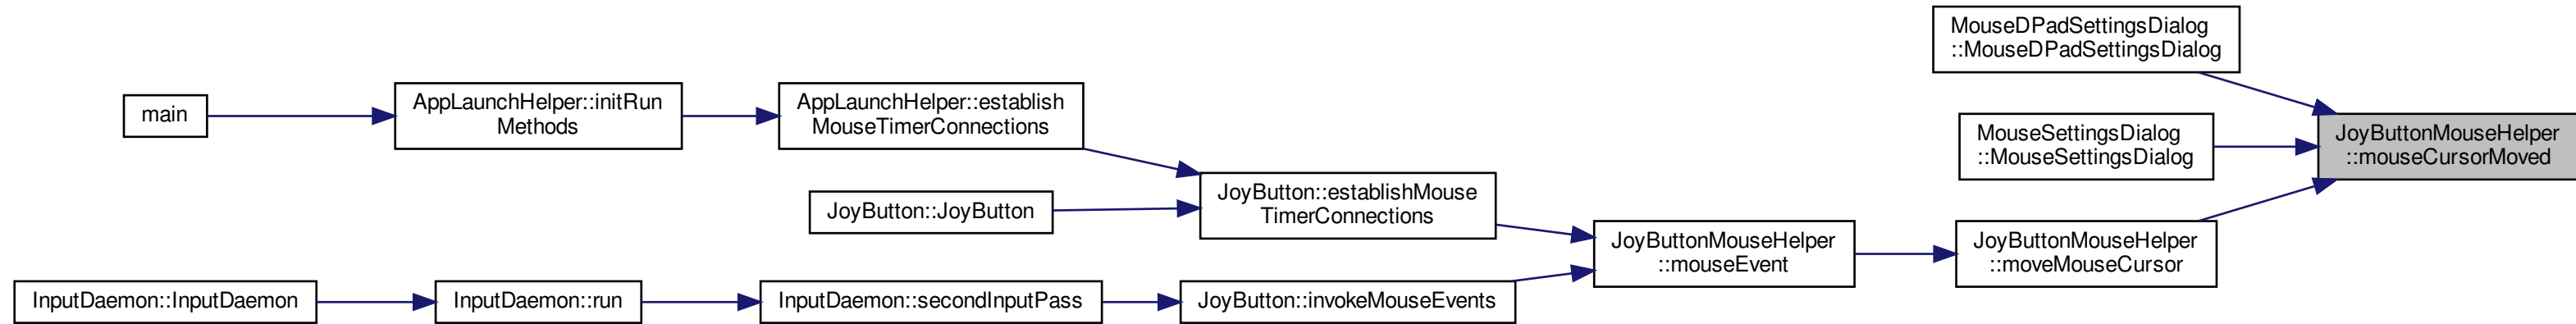 MouseDPadSettingsDialog
::MouseDPadSettingsDialog
main
AppLaunchHelper::initRun
Methods
AppLaunchHelper::establish
MouseTimerConnections
MouseSettingsDialog
::MouseSettingsDialog
JoyButtonMouseHelper
::mouseCursorMoved
JoyButton::JoyButton
JoyButton::establishMouse
TimerConnections
JoyButtonMouseHelper
::mouseEvent
JoyButtonMouseHelper
::moveMouseCursor
InputDaemon::InputDaemon
InputDaemon::run
InputDaemon::secondInputPass
JoyButton::invokeMouseEvents